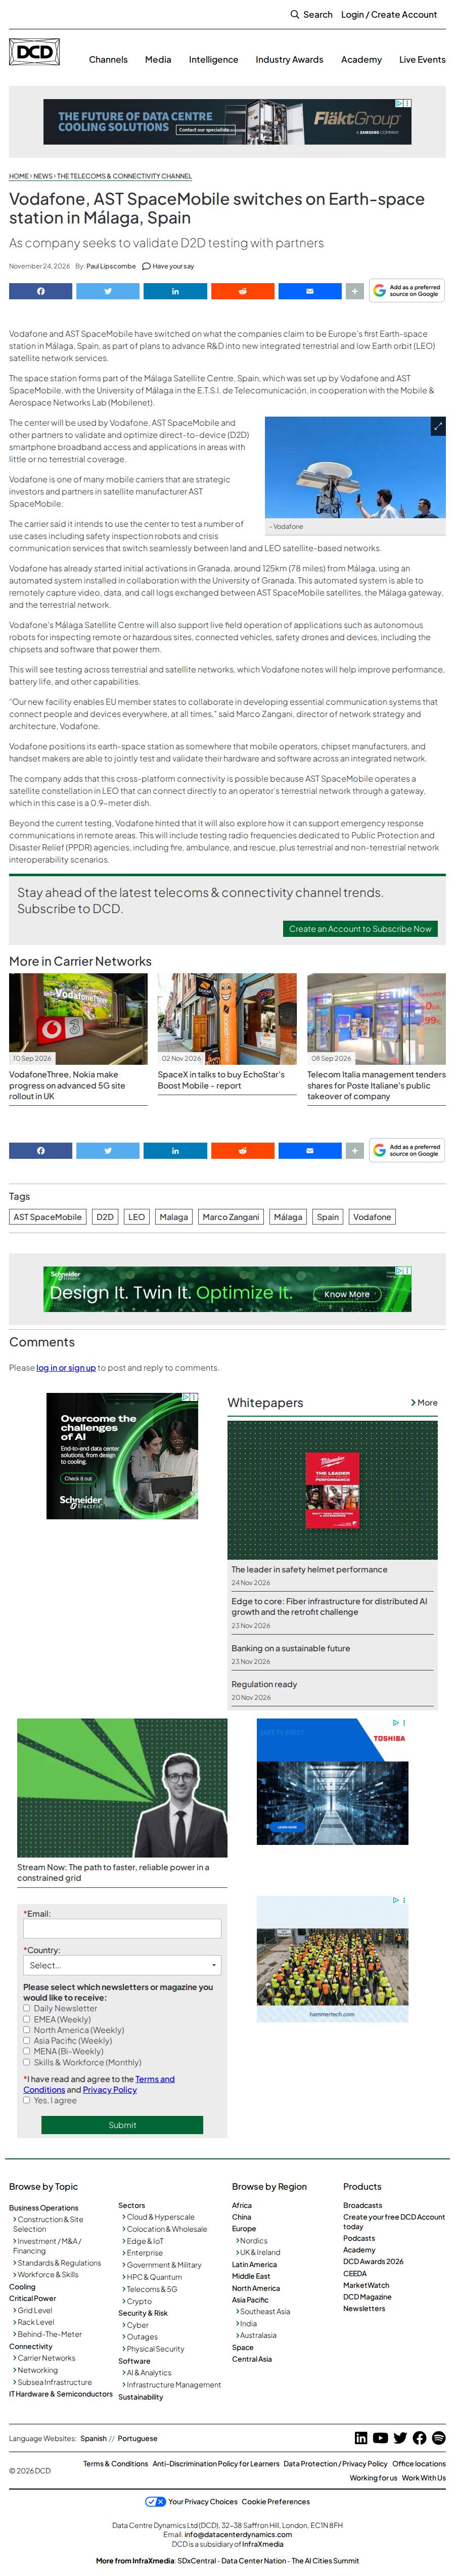 Search
Login / Create Account
DCD
Channels
Media
Intelligence
Industry Awards
Academy
Live Events
THE FUTURE OF DATA CENTRE
COOLING SOLUTIONS
Contact our specialists
FläktGroup
A SAMSUNG COMPANY
HOME › NEWS › THE TELECOMS & CONNECTIVITY CHANNEL
Vodafone, AST SpaceMobile switches on Earth-space
station in Málaga, Spain
As company seeks to validate D2D testing with partners
November 24, 2026 By: Paul Lipscombe Have your say
Add as a preferred
source on Google
Vodafone and AST SpaceMobile have switched on what the companies claim to be Europe's first Earth-space
station in Málaga, Spain, as part of plans to advance R&D into new integrated terrestrial and low Earth orbit (LEO)
satellite network services.
The space station forms part of the Málaga Satellite Centre, Spain, which was set up by Vodafone and AST
SpaceMobile, with the University of Málaga in the E.T.S.I. de Telecomunicación, in cooperation with the Mobile &
Aerospace Networks Lab (Mobilenet).
The center will be used by Vodafone, AST SpaceMobile and
other partners to validate and optimize direct-to-device (D2D)
smartphone broadband access and applications in areas with
little or no terrestrial coverage.
Vodafone is one of many mobile carriers that are strategic
investors and partners in satellite manufacturer AST
SpaceMobile.
– Vodafone
The carrier said it intends to use the center to test a number of
use cases including safety inspection robots and crisis
communication services that switch seamlessly between land and LEO satellite-based networks.
Vodafone has already started initial activations in Granada, around 125km (78 miles) from Málaga, using an
automated system installed in collaboration with the University of Granada. This automated system is able to
remotely capture video, data, and call logs exchanged between AST SpaceMobile satellites, the Málaga gateway,
and the terrestrial network.
Vodafone's Málaga Satellite Centre will also support live field operation of applications such as autonomous
robots for inspecting remote or hazardous sites, connected vehicles, safety drones and devices, including the
chipsets and software that power them.
This will see testing across terrestrial and satellite networks, which Vodafone notes will help improve performance,
battery life, and other capabilities.
"Our new facility enables EU member states to collaborate in developing essential communication systems that
connect people and devices everywhere, at all times," said Marco Zangani, director of network strategy and
architecture, Vodafone.
Vodafone positions its earth-space station as somewhere that mobile operators, chipset manufacturers, and
handset makers are able to jointly test and validate their hardware and software across an integrated network.
The company adds that this cross-platform connectivity is possible because AST SpaceMobile operates a
satellite constellation in LEO that can connect directly to an operator's terrestrial network through a gateway,
which in this case is a 0.9-meter dish.
Beyond the current testing, Vodafone hinted that it will also explore how it can support emergency response
communications in remote areas. This will include testing radio frequencies dedicated to Public Protection and
Disaster Relief (PPDR) agencies, including fire, ambulance, and rescue, plus terrestrial and non-terrestrial network
interoperability scenarios.
Stay ahead of the latest telecoms & connectivity channel trends.
Subscribe to DCD.
Create an Account to Subscribe Now
More in Carrier Networks
VodafoneThree
3
10 Sep 2026
02 Nov 2026
08 Sep 2026
VodafoneThree, Nokia make
progress on advanced 5G site
rollout in UK
SpaceX in talks to buy EchoStar's
Boost Mobile - report
Telecom Italia management tenders
shares for Poste Italiane's public
takeover of company
Add as a preferred
source on Google
Tags
AST SpaceMobile
D2D
LEO
Malaga
Marco Zangani
Málaga
Spain
Vodafone
Schneider
Electric
Design It. Twin It. Optimize It.
Know More
Comments
Please log in or sign up to post and reply to comments.
Overcome the
challenges
of AI
End-to-end data center
solutions, from design
to energy.
Check it out
Schneider
Electric
Whitepapers
More
Milwaukee
THE LEADER
IN
PERFORMANCE
The leader in safety helmet performance
24 Nov 2026
Edge to core: Fiber infrastructure for distributed AI
growth and the retrofit challenge
23 Nov 2026
Banking on a sustainable future
23 Nov 2026
Regulation ready
20 Nov 2026
Stream Now: The path to faster, reliable power in a
constrained grid
SAFETY FIRST
TOSHIBA
LEARN MORE
hammertech.com
*Email:
*Country:
Select...
Please select which newsletters or magazine you
would like to receive:
Daily Newsletter
EMEA (Weekly)
North America (Weekly)
Asia Pacific (Weekly)
MENA (Bi-Weekly)
Skills & Workforce (Monthly)
*I have read and agree to the Terms and
Conditions and Privacy Policy
Yes, I agree
Submit
Browse by Topic
Business Operations
Construction & Site
Selection
Investment / M&A /
Financing
Standards & Regulations
Workforce & Skills
Cooling
Critical Power
Grid Level
Rack Level
Behind-The-Meter
Connectivity
Carrier Networks
Networking
Subsea Infrastructure
IT Hardware & Semiconductors
Sectors
Cloud & Hyperscale
Colocation & Wholesale
Edge & IoT
Enterprise
Government & Military
HPC & Quantum
Telecoms & 5G
Crypto
Security & Risk
Cyber
Outages
Physical Security
Software
AI & Analytics
Infrastructure Management
Sustainability
Browse by Region
Africa
China
Europe
Nordics
UK & Ireland
Latin America
Middle East
North America
Asia Pacific
Southeast Asia
India
Australasia
Space
Central Asia
Products
Broadcasts
Create your free DCD Account
today
Podcasts
Academy
DCD Awards 2026
CEEDA
MarketWatch
DCD Magazine
Newsletters
Language Websites: Spanish // Portuguese
© 2026 DCD
Terms & Conditions Anti-Discrimination Policy for Learners Data Protection / Privacy Policy Office locations
Working for us Work With Us
Your Privacy Choices Cookie Preferences
Data Centre Dynamics Ltd (DCD), 32-38 Saffron Hill, London, EC1N 8FH
Email. info@datacenterdynamics.com
DCD is a subsidiary of InfraXmedia
More from InfraXmedia: SDxCentral - Data Center Nation - The AI Cities Summit